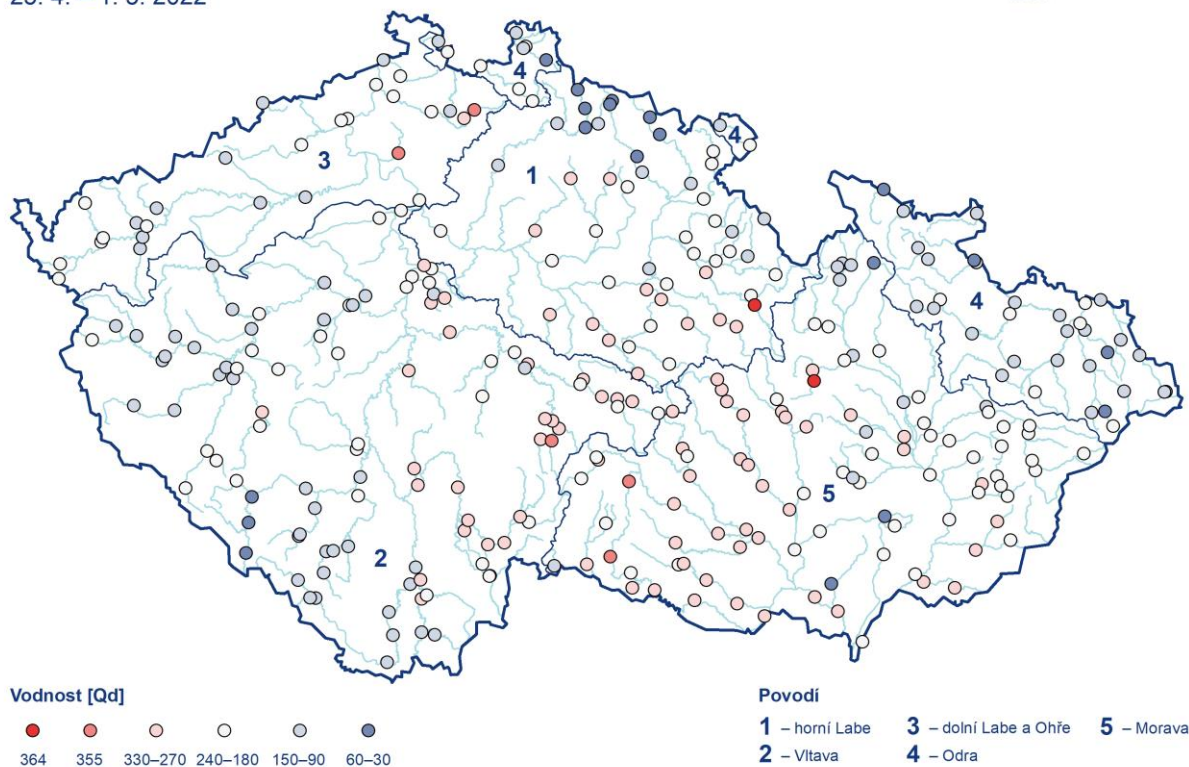 4
4
3
1
4
5
2
Vodnost [Qd]
364 355 330–270 240–180 150–90 60–30
Povodí
1 – horní Labe 3 – dolní Labe a Ohře 5 – Morava
2 – Vltava 4 – Odra